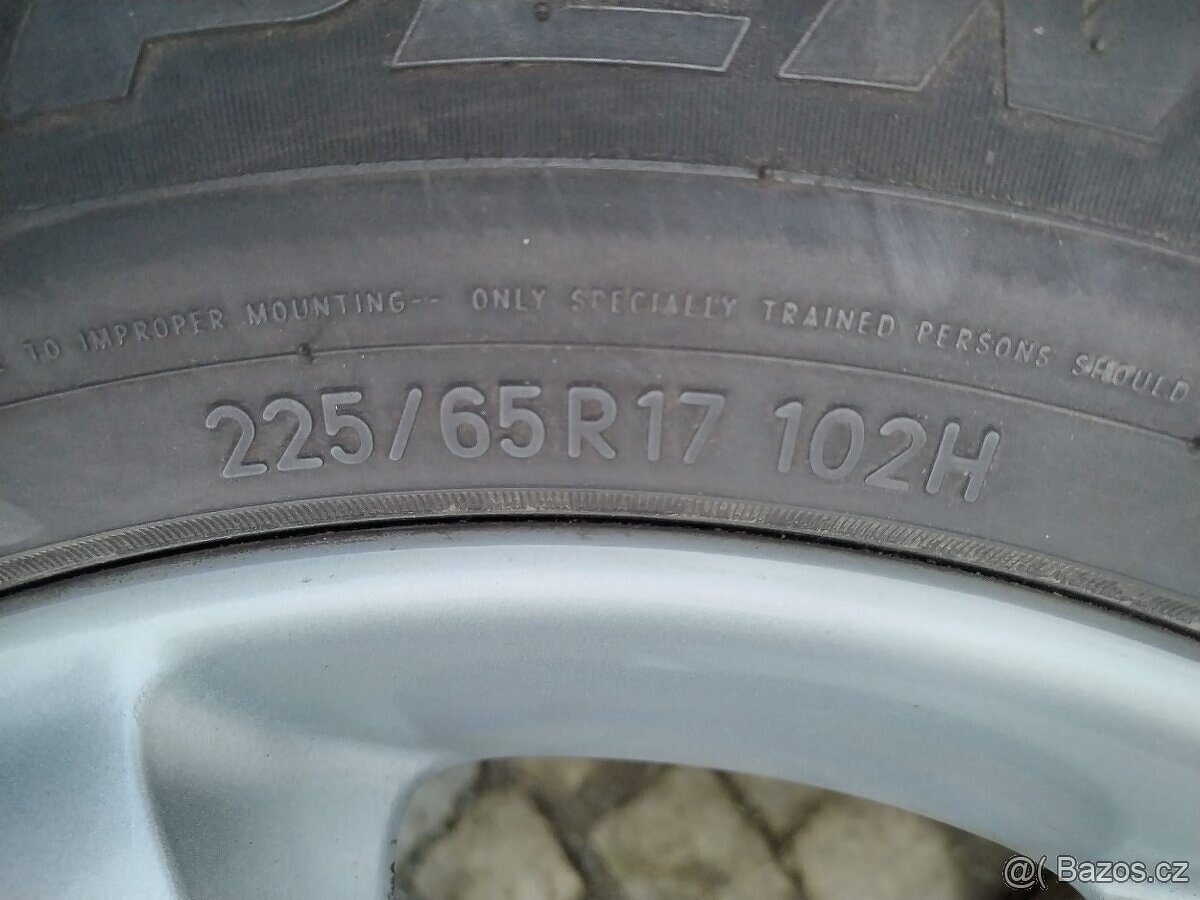 TO IMPROPER MOUNTING-- ONLY SPECIALLY TRAINED PERSONS SHOULD
225/65R17 102H
@( Bazos.cz